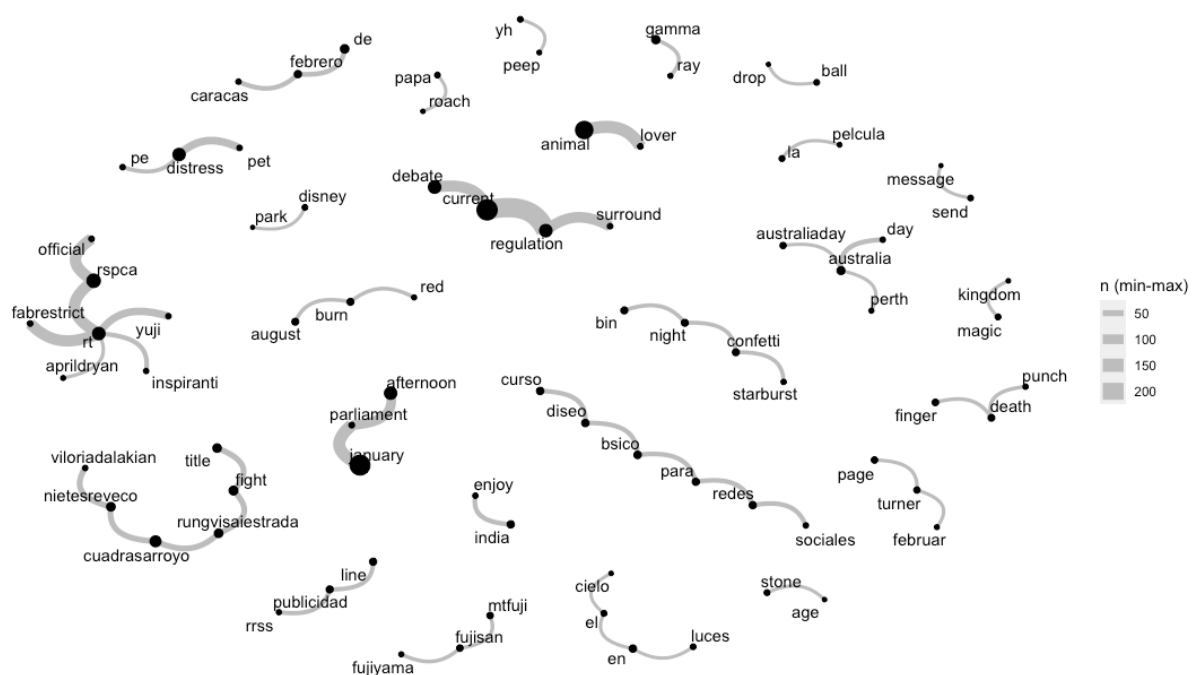 yh
peep
de
febrero
caracas
papa
roach
gamma
ray
drop
ball
pe
distress
pet
animal
lover
la
pelcula
debate
current
regulation
surround
message
send
park
disney
australiaday
day
australia
perth
official
rspca
fabrestrict
rt
yuji
aprildryan
inspiranti
august
burn
red
bin
night
confetti
starburst
kingdom
magic
n (min-max)
50
100
150
200
afternoon
parliament
january
curso
diseo
bsico
para
redes
sociales
finger
death
punch
viloriadalakian
nietesreveco
cuadrasarroyo
rungvisaiestrada
fight
title
enjoy
india
page
turner
februar
rrss
publicidad
line
fujiyama
fujisan
mtfuji
cielo
el
en
luces
stone
age